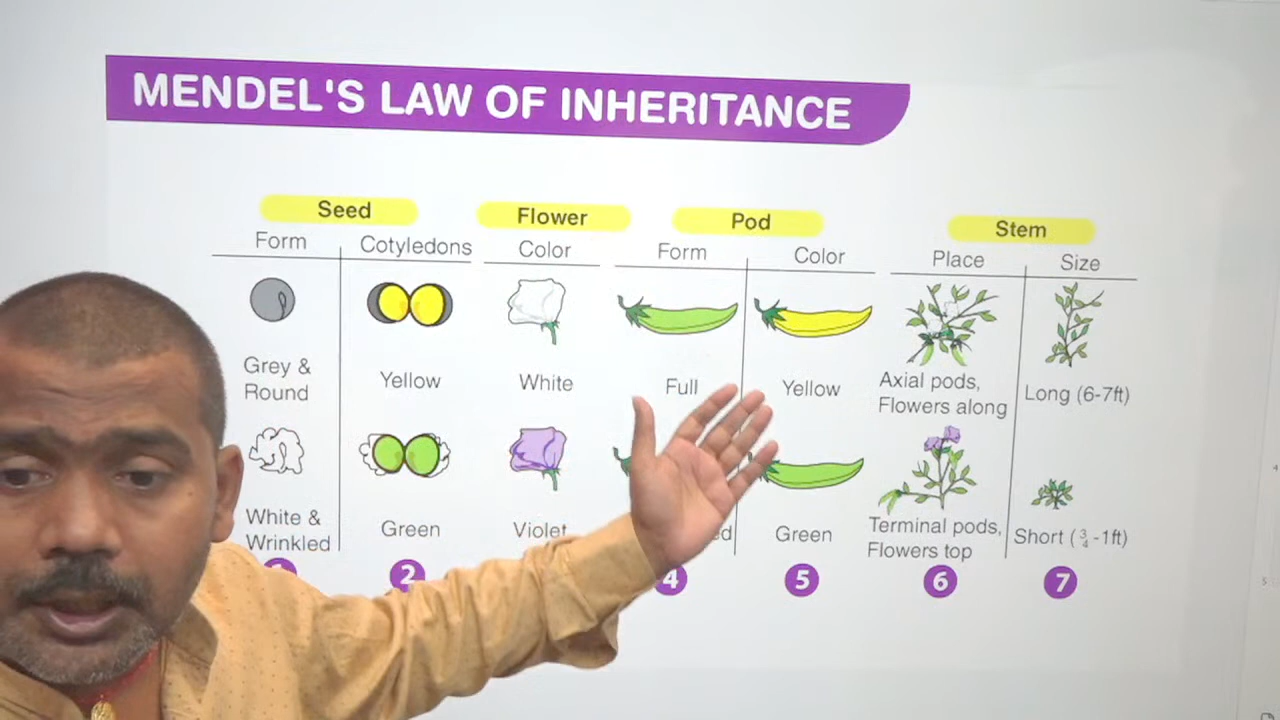 MENDEL'S LAW OF INHERITANCE
Seed
Flower
Pod
Stem
Form
Cotyledons
Color
Form
Color
Place
Size
Grey &
Round
Yellow
White
Full
Yellow
Axial pods,
Flowers along
Long (6-7ft)
White &
Wrinkled
Green
Violet
Green
Terminal pods,
Flowers top
Short (¾-1ft)
2
4
5
6
7